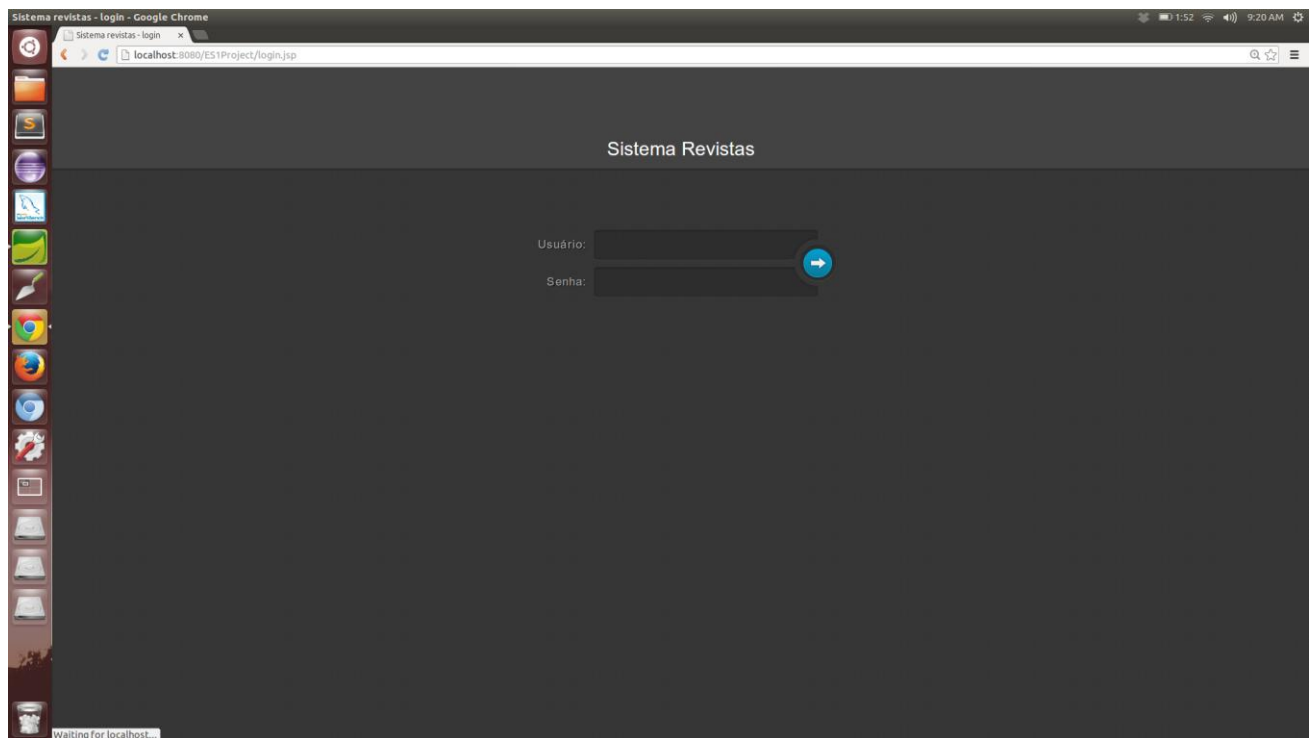 Sistema revistas - login - Google Chrome
1:52
9:20 AM
Sistema revistas - login x
localhost:8080/ES1Project/login.jsp
Sistema Revistas
Usuário:
Senha:
Waiting for localhost...